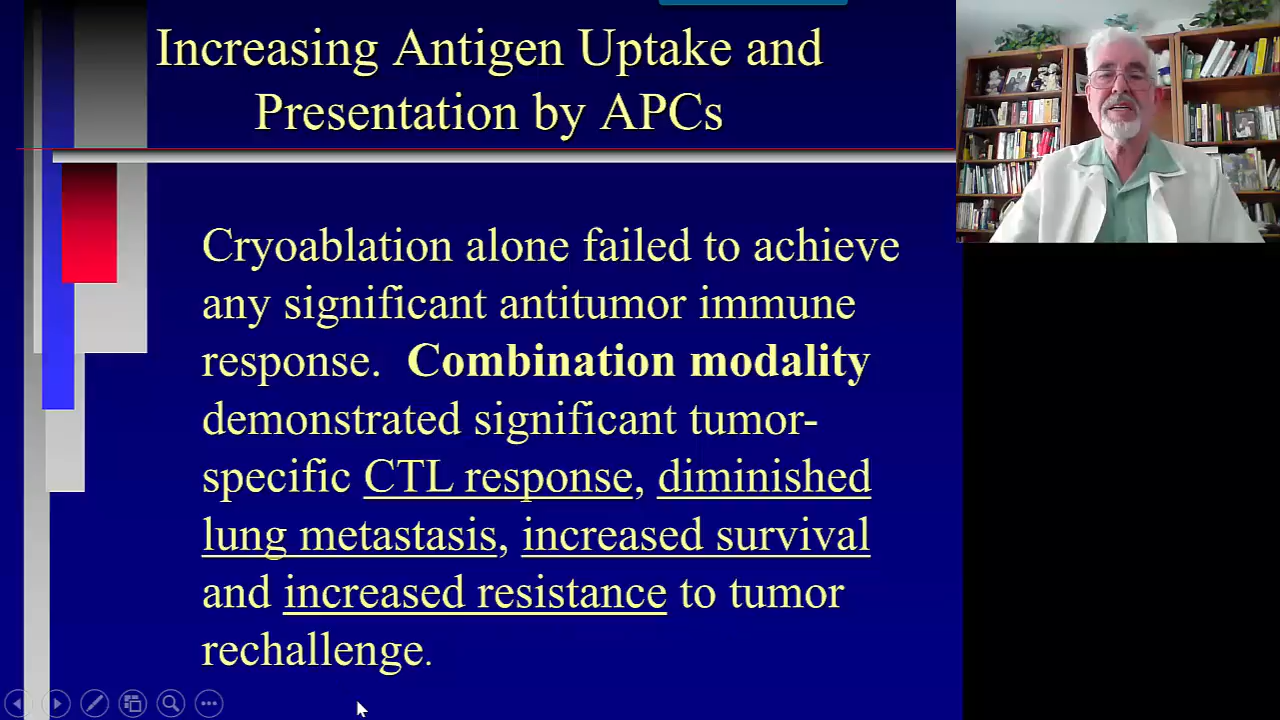 Increasing Antigen Uptake and
Presentation by APCs
Cryoablation alone failed to achieve
any significant antitumor immune
response. Combination modality
demonstrated significant tumor-
specific CTL response, diminished
lung metastasis, increased survival
and increased resistance to tumor
rechallenge.